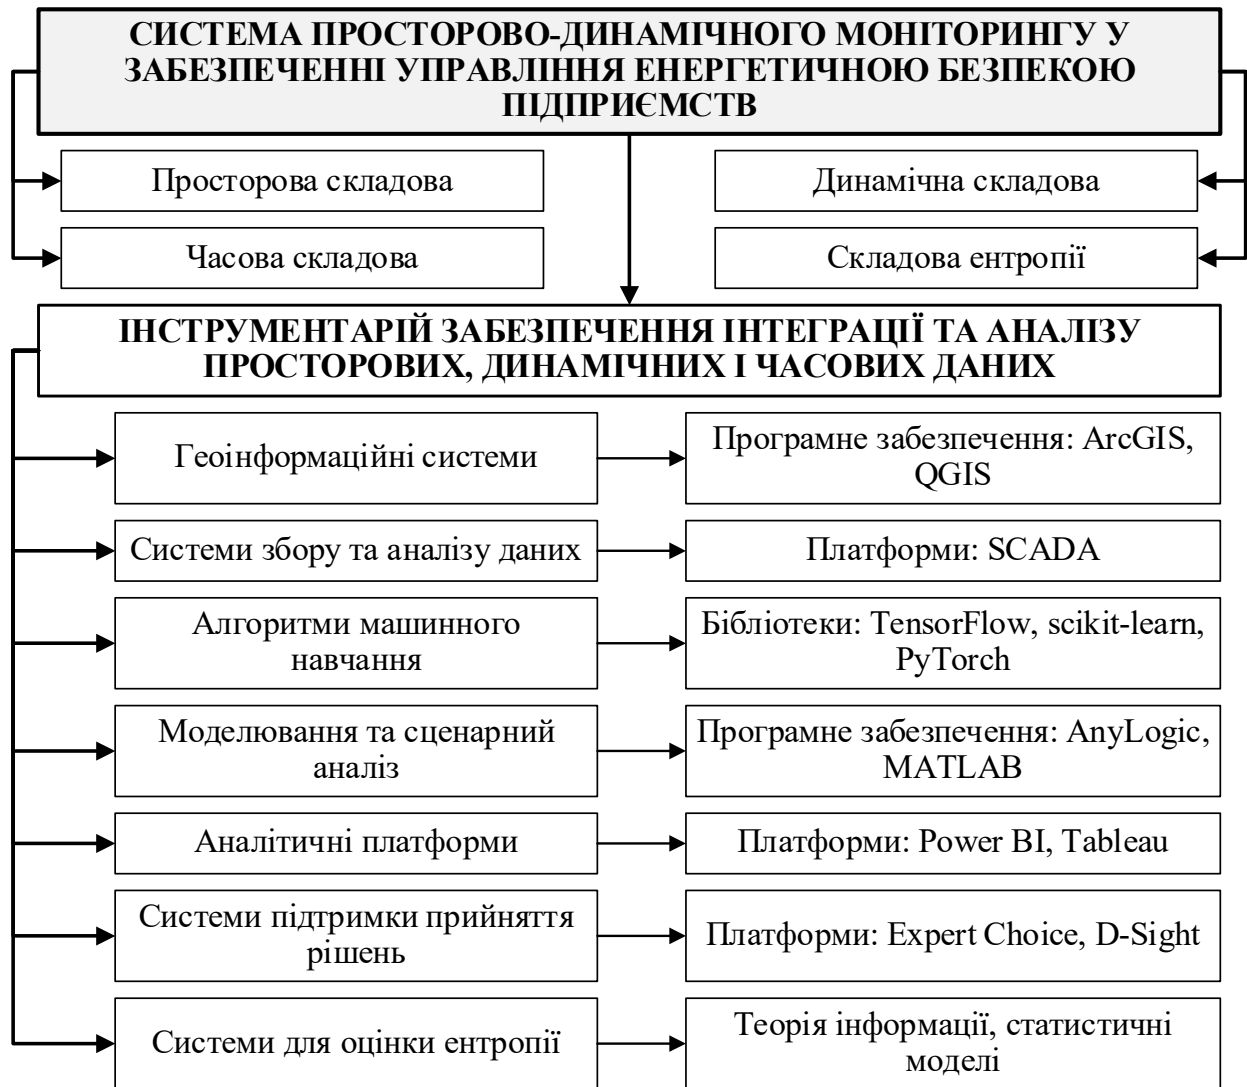 СИСТЕМА ПРОСТОРОВО-ДИНАМІЧНОГО МОНІТОРИНГУ У
ЗАБЕЗПЕЧЕННІ УПРАВЛІННЯ ЕНЕРГЕТИЧНОЮ БЕЗПЕКОЮ
ПІДПРИЄМСТВ
Просторова складова
Динамічна складова
Часова складова
Складова ентропії
ІНСТРУМЕНТАРІЙ ЗАБЕЗПЕЧЕННЯ ІНТЕГРАЦІЇ ТА АНАЛІЗУ
ПРОСТОРОВИХ, ДИНАМІЧНИХ І ЧАСОВИХ ДАНИХ
Геоінформаційні системи
Програмне забезпечення: ArcGIS,
QGIS
Системи збору та аналізу даних
Платформи: SCADA
Алгоритми машинного
навчання
Бібліотеки: TensorFlow, scikit-learn,
PyTorch
Моделювання та сценарний
аналіз
Програмне забезпечення: AnyLogic,
MATLAB
Аналітичні платформи
Платформи: Power BI, Tableau
Системи підтримки прийняття
рішень
Платформи: Expert Choice, D-Sight
Системи для оцінки ентропії
Теорія інформації, статистичні
моделі